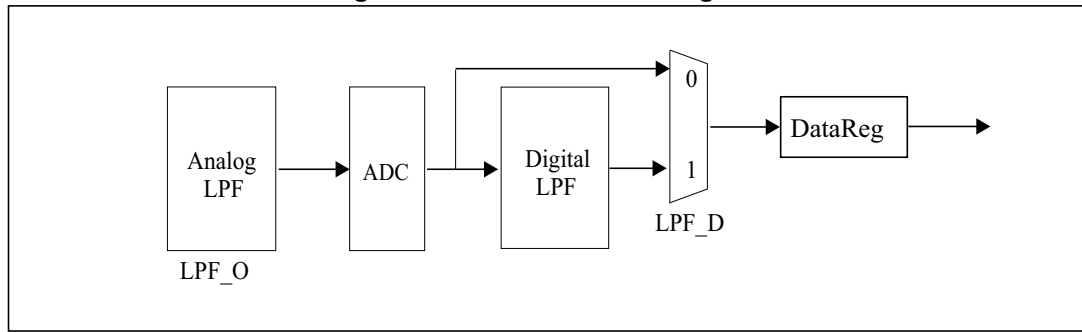 0
Analog
LPF
ADC
Digital
LPF
1
DataReg
LPF_D
LPF_O